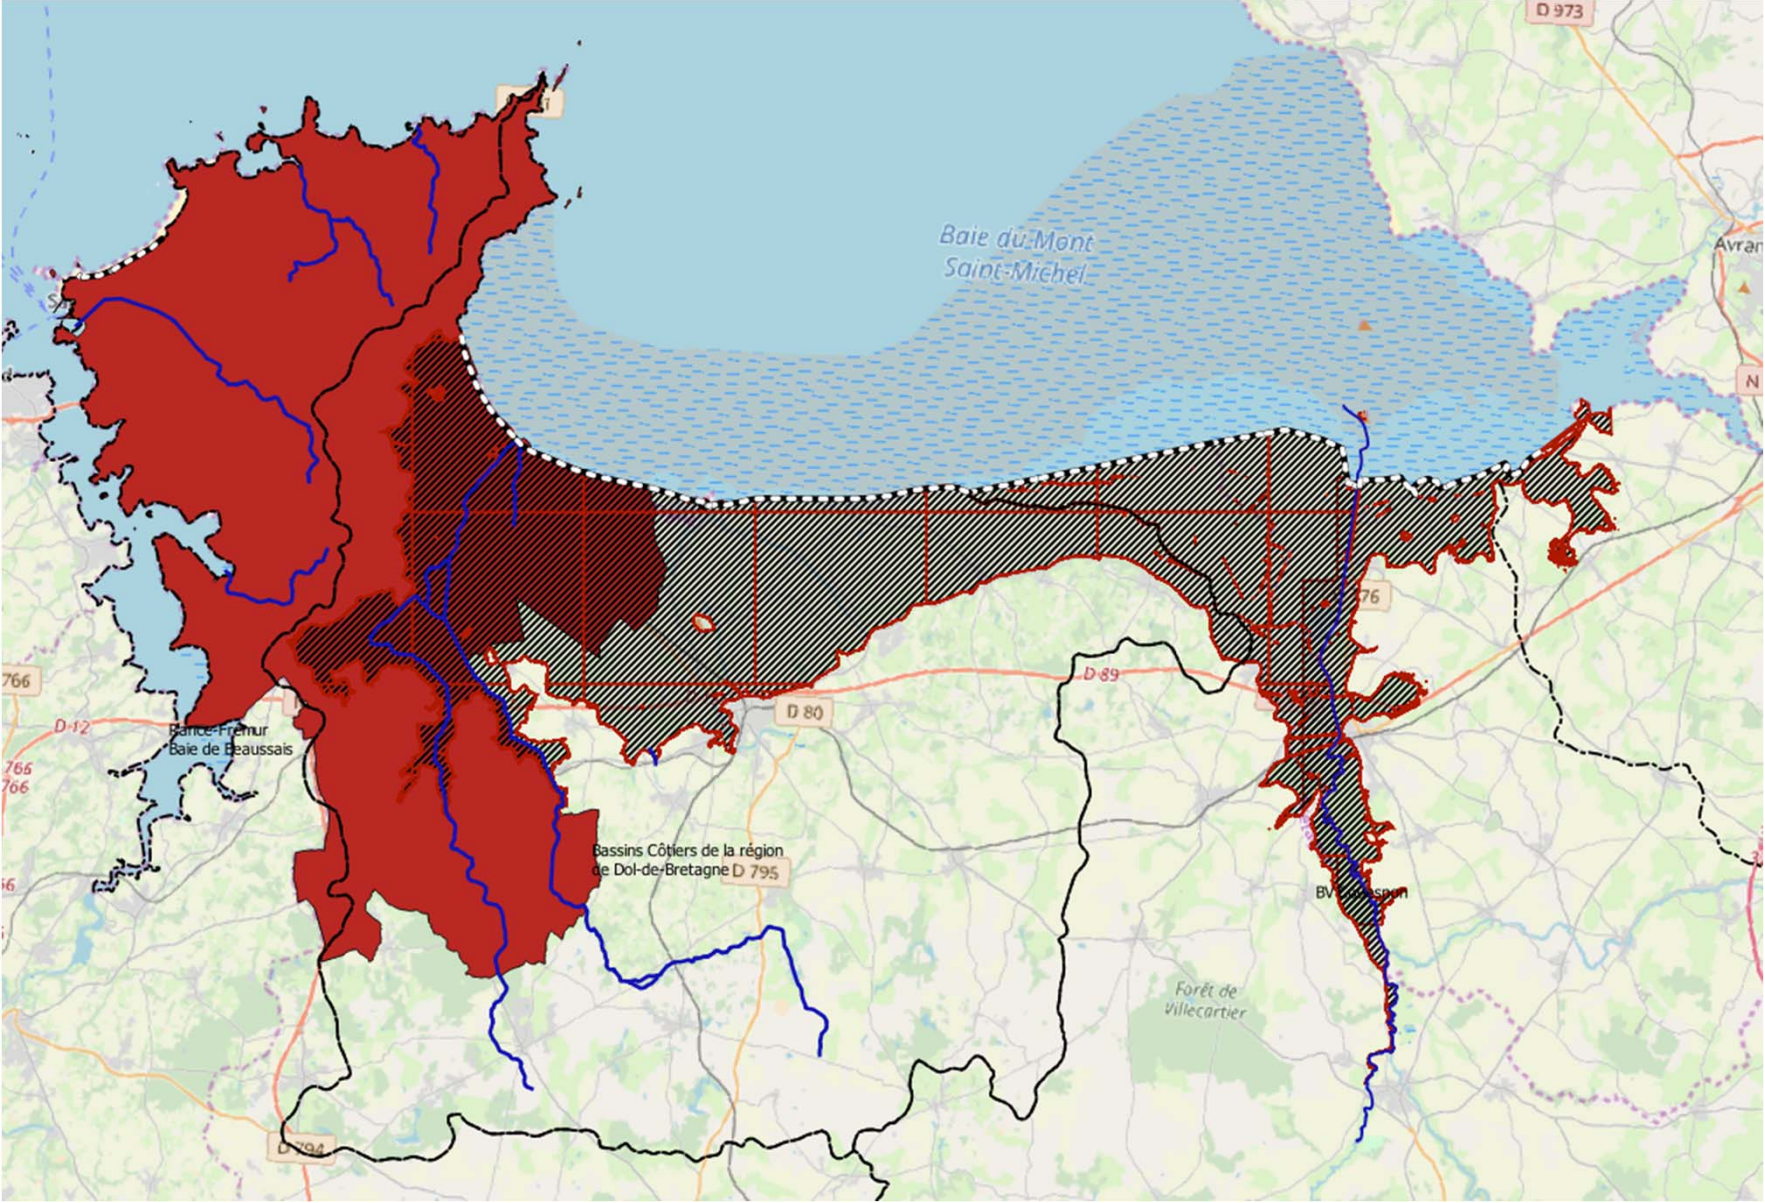 D 973
Baie du Mont
Saint-Michel
Avran
N
766
D 12
Rance-Frémur
Baie de Beaussais
766
766
D 89
D 80
76
Bassins Côtiers de la région
de Dol-de-Bretagne
D 795
66
Forêt de
Villecartier
D 794